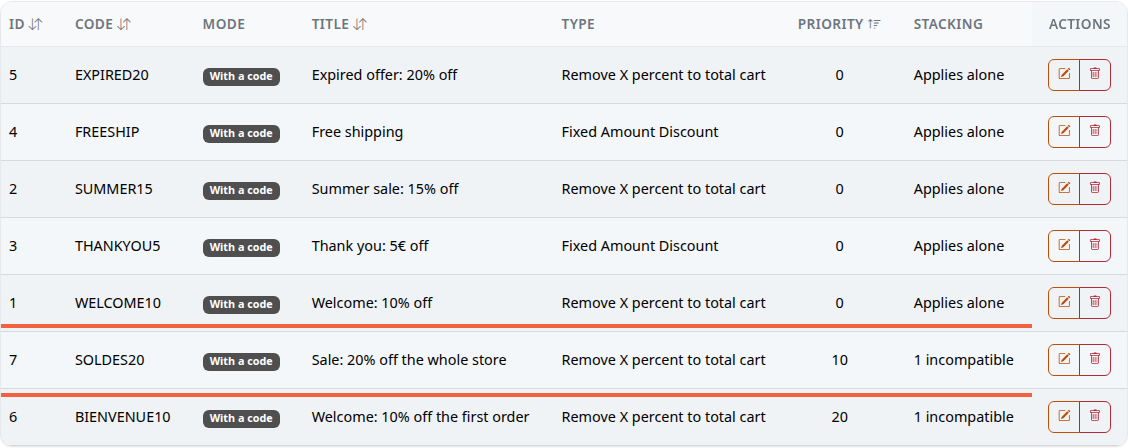 ID CODE MODE TITLE TYPE PRIORITY STACKING ACTIONS
5 EXPIRED20 With a code Expired offer: 20% off Remove X percent to total cart 0 Applies alone
4 FREESHIP With a code Free shipping Fixed Amount Discount 0 Applies alone
2 SUMMER15 With a code Summer sale: 15% off Remove X percent to total cart 0 Applies alone
3 THANKYOU5 With a code Thank you: 5€ off Fixed Amount Discount 0 Applies alone
1 WELCOME10 With a code Welcome: 10% off Remove X percent to total cart 0 Applies alone
7 SOLDES20 With a code Sale: 20% off the whole store Remove X percent to total cart 10 1 incompatible
6 BIENVENUE10 With a code Welcome: 10% off the first order Remove X percent to total cart 20 1 incompatible